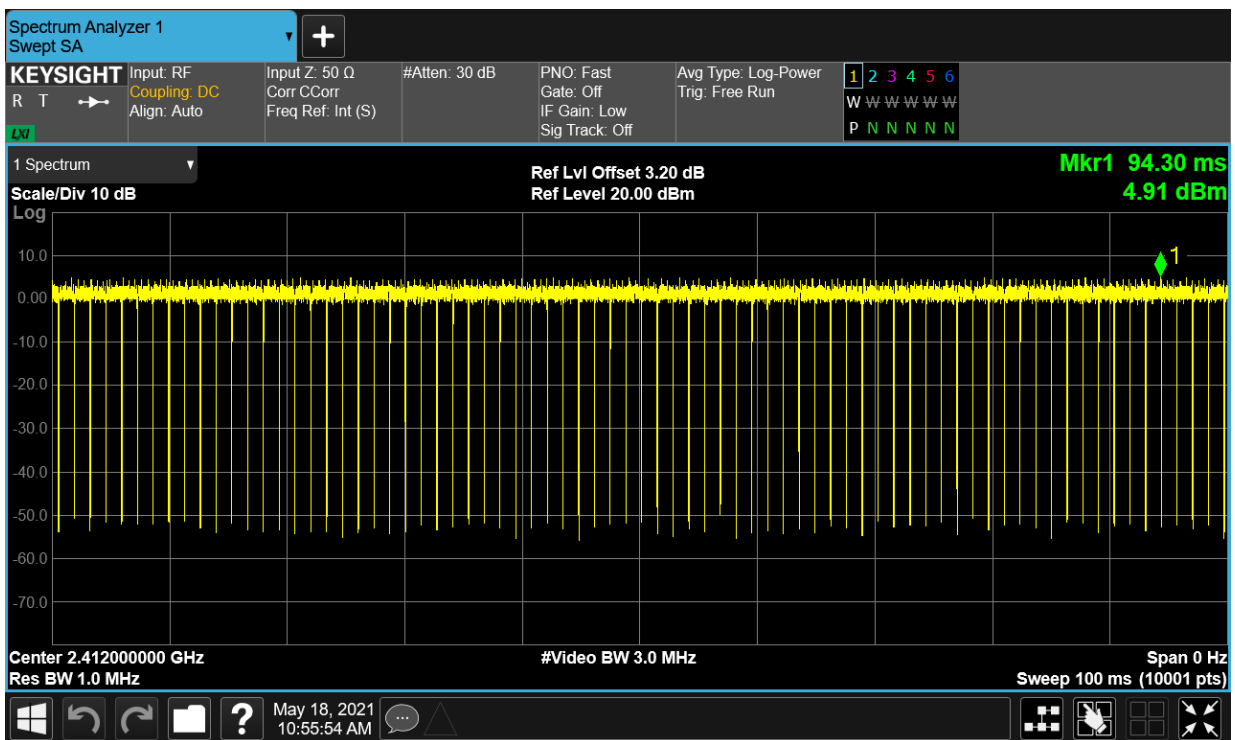 Spectrum Analyzer 1
Swept SA
KEYSIGHT
R T
LXI
Input: RF
Coupling: DC
Align: Auto
Input Z: 50 Ω
Corr CCorr
Freq Ref: Int (S)
#Atten: 30 dB
PNO: Fast
Gate: Off
IF Gain: Low
Sig Track: Off
Avg Type: Log-Power
Trig: Free Run
1 2 3 4 5 6
W W W W W W
P N N N N N
1 Spectrum
Scale/Div 10 dB
Ref Lvl Offset 3.20 dB
Ref Level 20.00 dBm
Mkr1 94.30 ms
4.91 dBm
Log
10.0
0.00
-10.0
-20.0
-30.0
-40.0
-50.0
-60.0
-70.0
1
Center 2.412000000 GHz
Res BW 1.0 MHz
#Video BW 3.0 MHz
Span 0 Hz
Sweep 100 ms (10001 pts)
?
May 18, 2021
10:55:54 AM